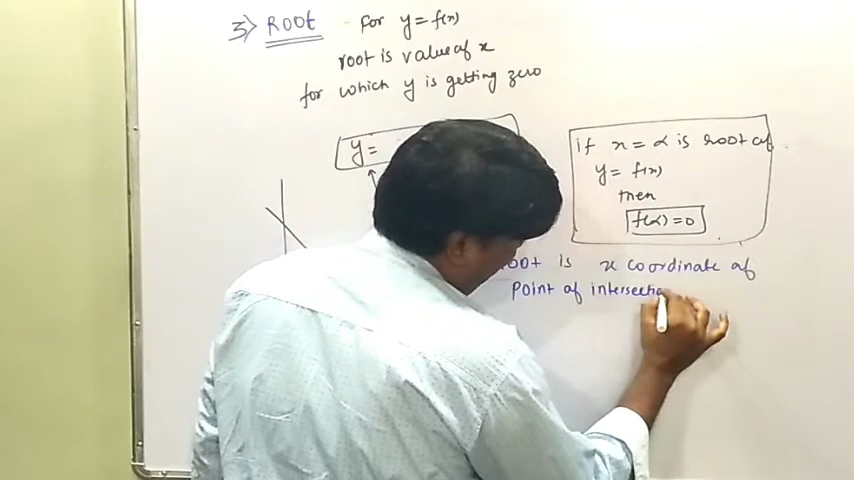 3) Root - for y = f(x)
root is value of x
for which y is getting zero
y =
if x = α is root of
y = f(x)
then
f(α) = 0
root is x coordinate of
point of intersectio